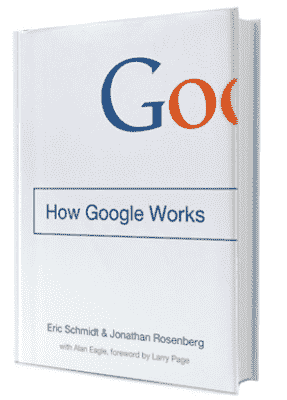 Goo
How Google Works
Eric Schmidt & Jonathan Rosenberg
with Alan Eagle, foreword by Larry Page